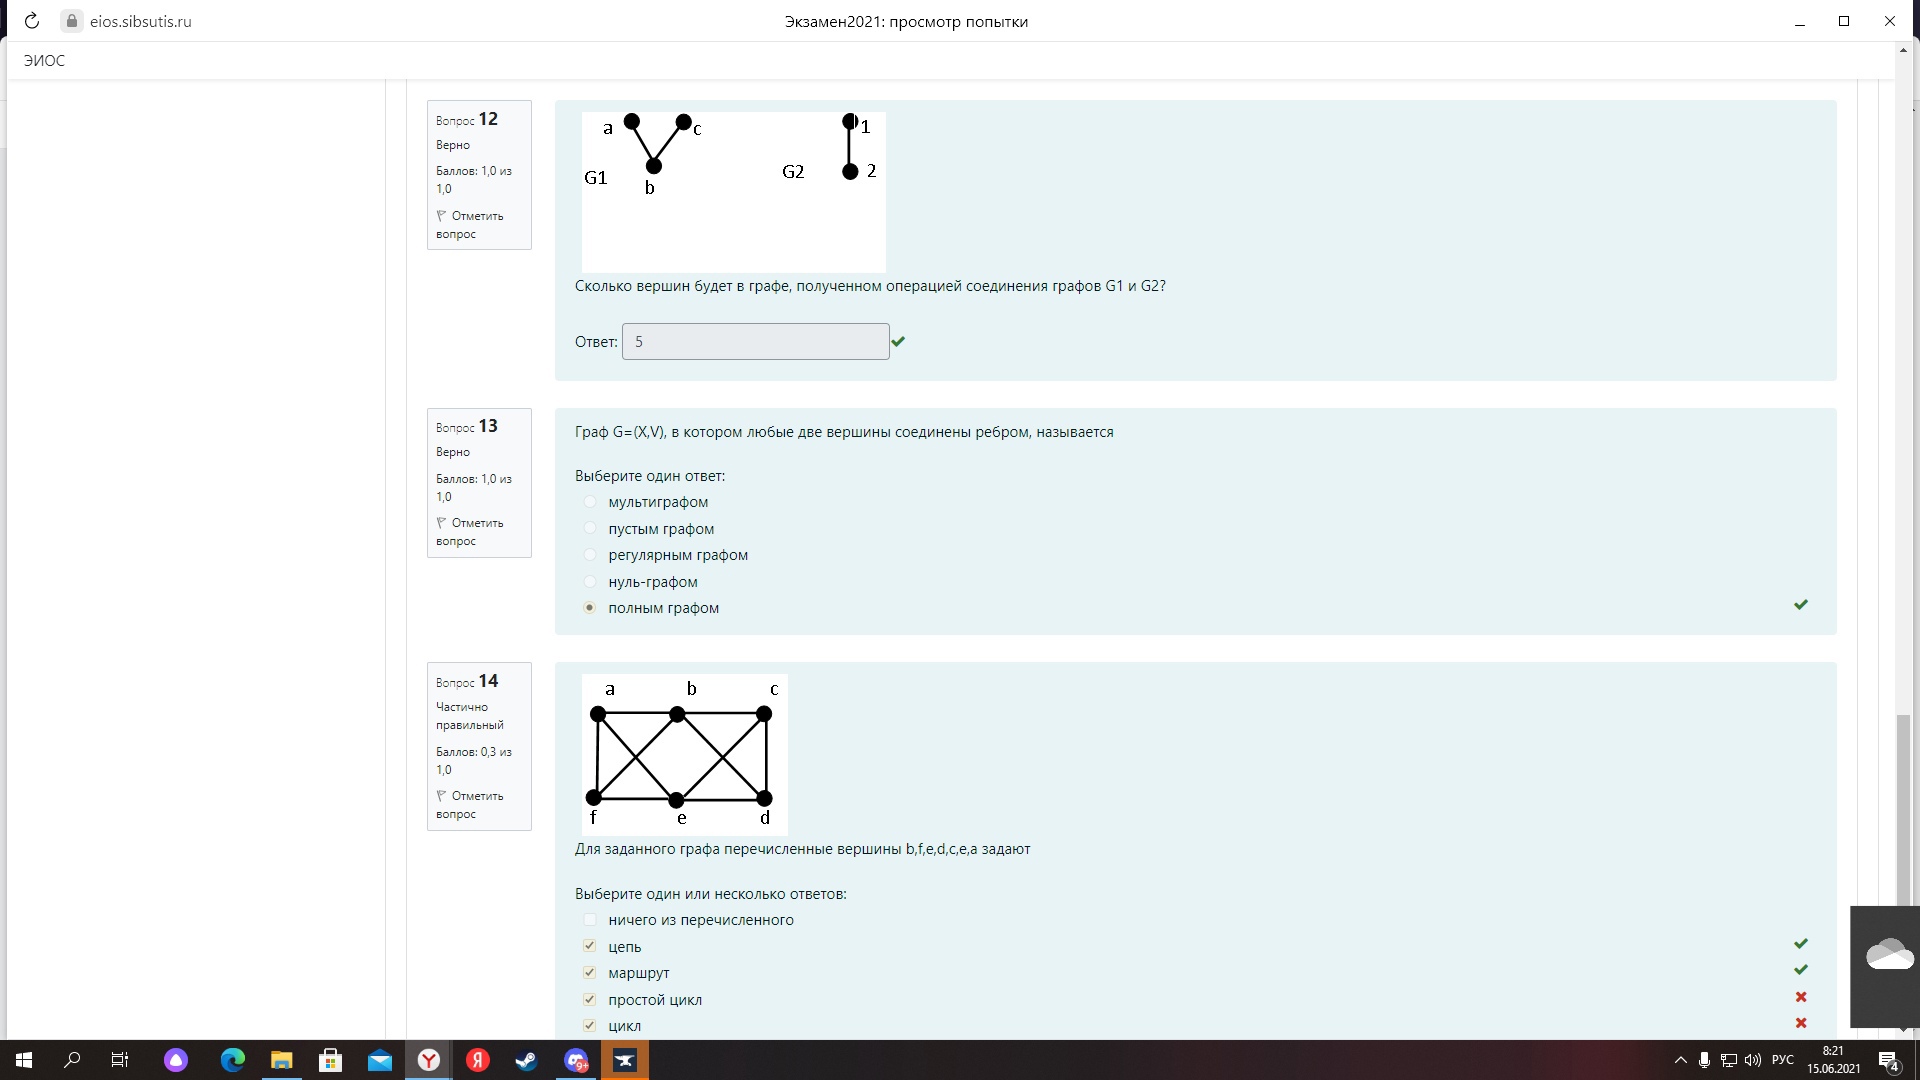 eios.sibsutis.ru
Экзамен2021: просмотр попытки
ЭИОС
Вопрос 12
Верно
Баллов: 1,0 из
1,0
Отметить
вопрос
a
c
b
G1
G2
1
2
Сколько вершин будет в графе, полученном операцией соединения графов G1 и G2?
Ответ: 5
Вопрос 13
Верно
Баллов: 1,0 из
1,0
Отметить
вопрос
Граф G=(X,V), в котором любые две вершины соединены ребром, называется
Выберите один ответ:
мультиграфом
пустым графом
регулярным графом
нуль-графом
полным графом
Вопрос 14
Частично
правильный
Баллов: 0,3 из
1,0
Отметить
вопрос
a b c
f e d
Для заданного графа перечисленные вершины b,f,e,d,c,e,a задают
Выберите один или несколько ответов:
ничего из перечисленного
цепь
маршрут
простой цикл
цикл
9+
РУС
8:21
15.06.2021
4